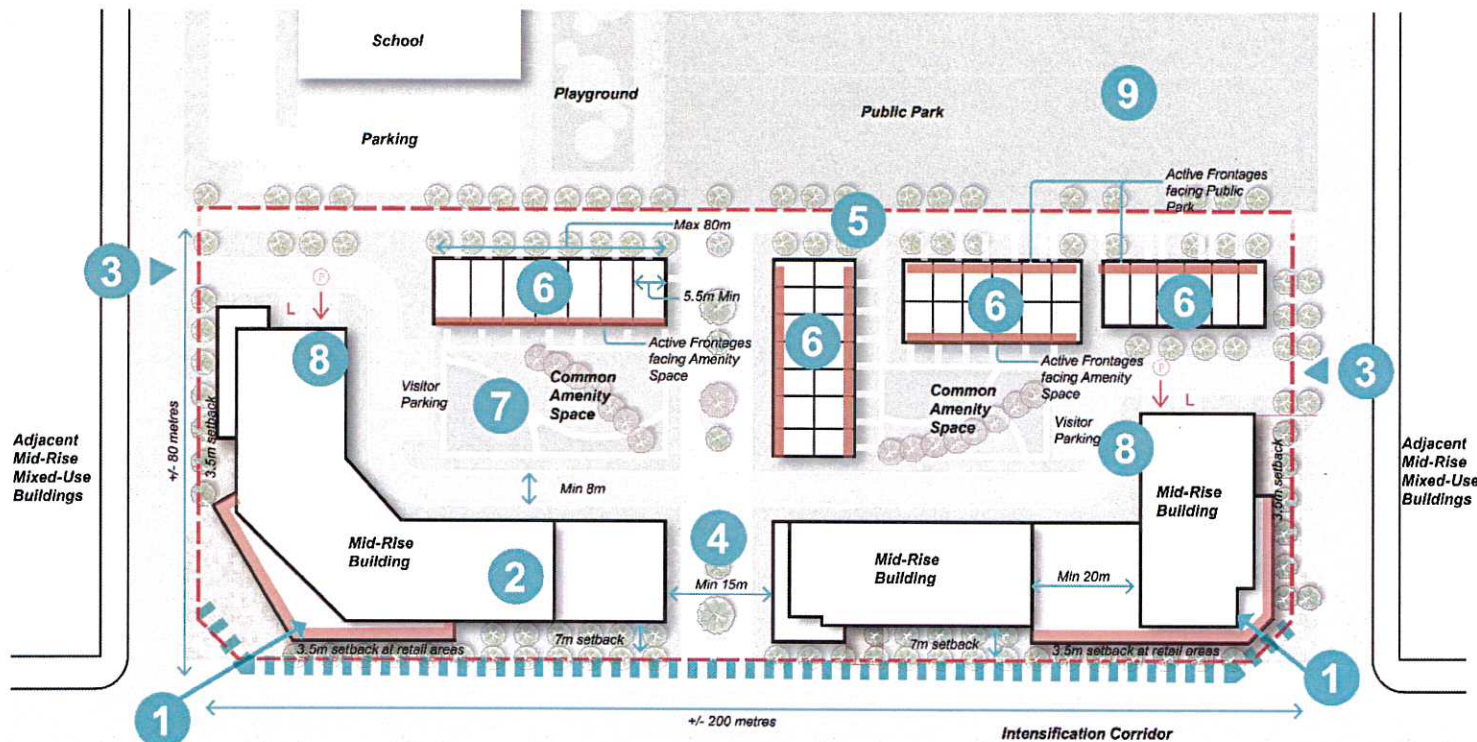 School
Playground
Parking
Public Park
9
Active Frontages
facing Public
Park
5
Max 80m
3
6
5.5m Min
6
6
6
P
L
8
Active Frontages
facing Amenity
Space
Active Frontages
facing Amenity
Space
3
P
L
Visitor
Parking
7
Common
Amenity
Space
Common
Amenity
Space
Visitor
Parking
8
+/- 80 metres
3.5m setback
Adjacent
Mid-Rise
Mixed-Use
Buildings
Adjacent
Mid-Rise
Mixed-Use
Buildings
3.5m setback
Min 8m
Mid-Rise
Building
Mid-Rise
Building
2
4
Mid-Rise
Building
Min 15m
Min 20m
7m setback
7m setback
3.5m setback at retail areas
3.5m setback at retail areas
1
1
+/- 200 metres
Intensification Corridor